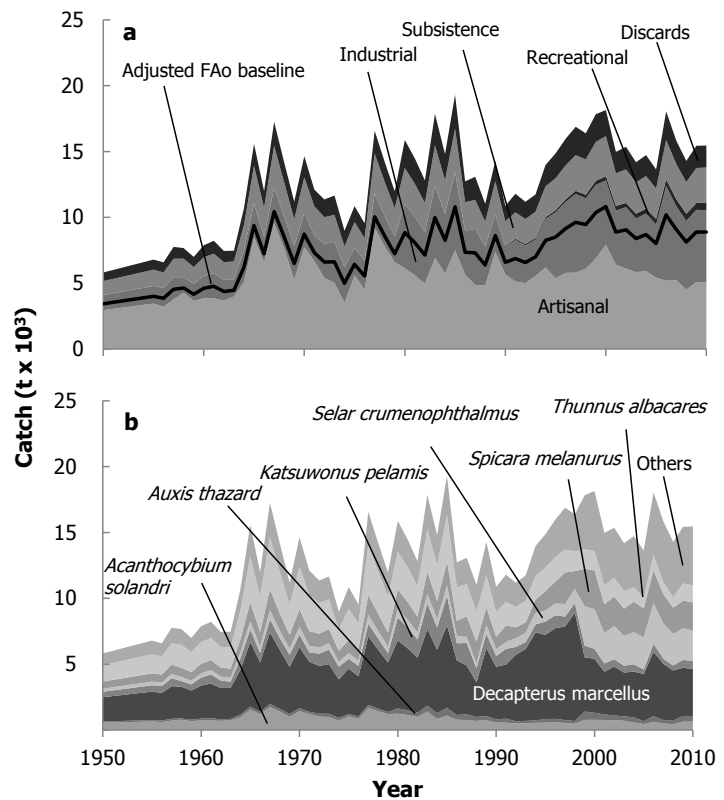 25
a
Subsistence
Discards
20
Adjusted FAo baseline
Industrial
Recreational
15
10
5
Artisanal
0
Catch (t x 10³)
25
b
Selar crumenophthalmus
Thunnus albacares
20
Katsuwonus pelamis
Spicara melanurus
Others
Auxis thazard
15
Acanthocybium
solandri
10
5
Decapterus marcellus
1950 1960 1970 1980 1990 2000 2010
Year